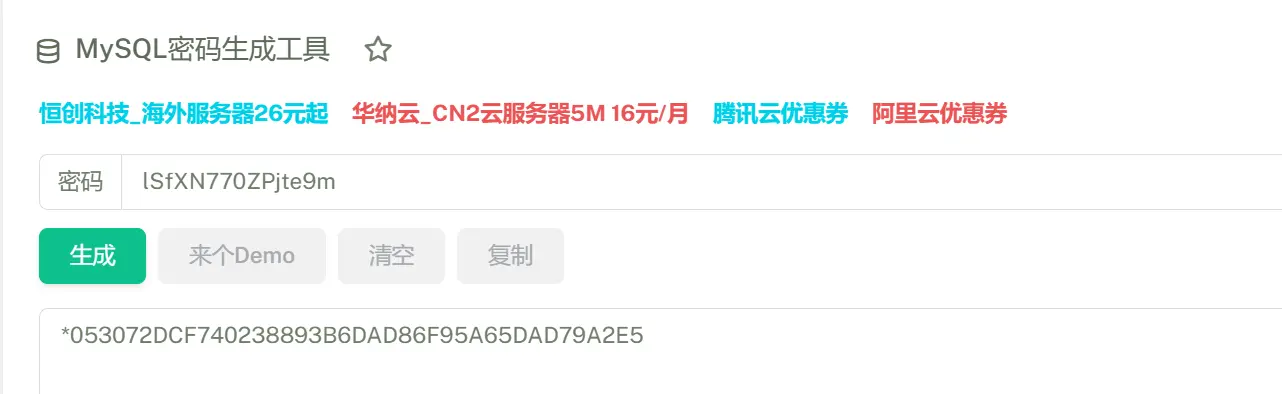 MySQL密码生成工具
恒创科技_海外服务器26元起 华纳云_CN2云服务器5M 16元/月 腾讯云优惠券 阿里云优惠券
密码 lSfXN770ZPjte9m
生成 来个Demo 清空 复制
*053072DCF740238893B6DAD86F95A65DAD79A2E5